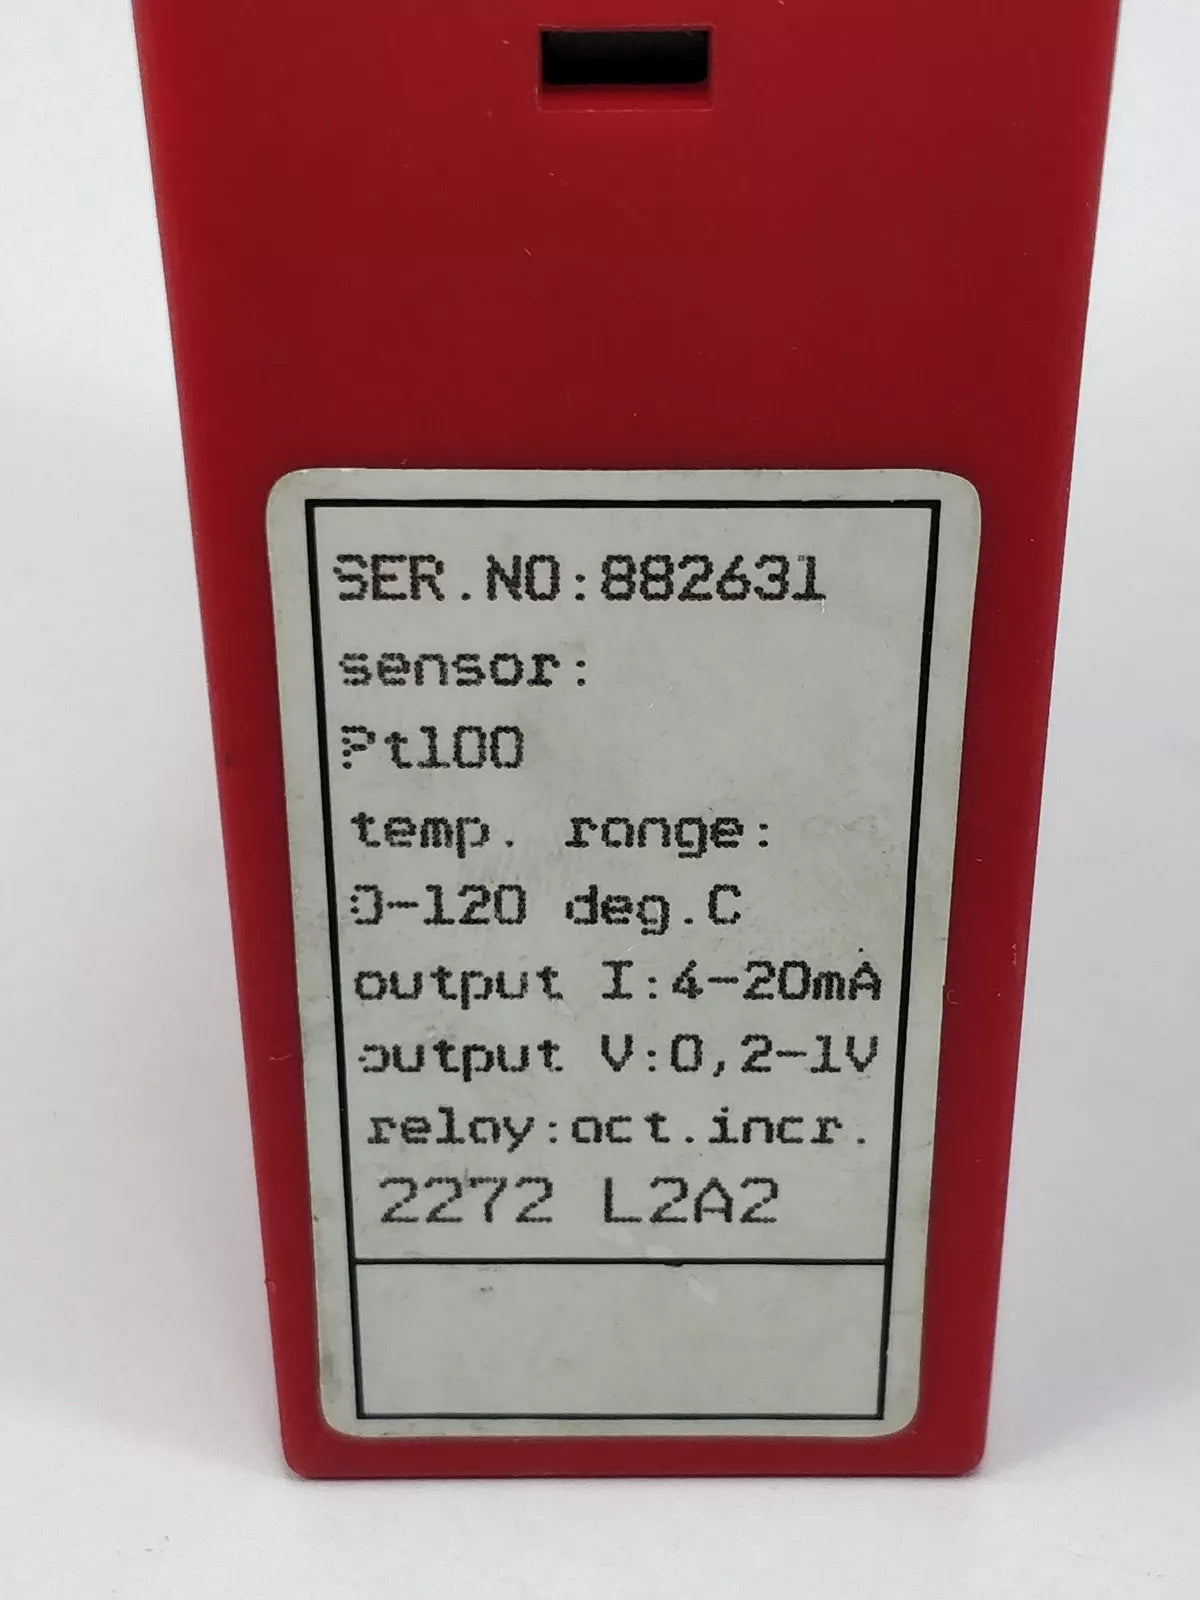 SER.NO:882631
sensor:
Pt100
temp. range:
0-120 deg.C
output I:4-20mA
output V:0,2-1V
relay:act.incr.
2272 L2A2